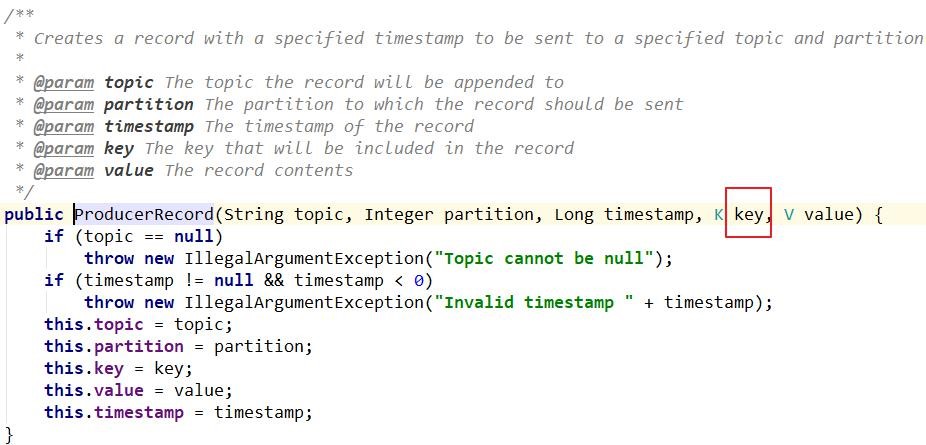 /**
 * Creates a record with a specified timestamp to be sent to a specified topic and partition
 *
 * @param topic The topic the record will be appended to
 * @param partition The partition to which the record should be sent
 * @param timestamp The timestamp of the record
 * @param key The key that will be included in the record
 * @param value The record contents
 */
public ProducerRecord(String topic, Integer partition, Long timestamp, K key, V value) {
    if (topic == null)
        throw new IllegalArgumentException("Topic cannot be null");
    if (timestamp != null && timestamp < 0)
        throw new IllegalArgumentException("Invalid timestamp " + timestamp);
    this.topic = topic;
    this.partition = partition;
    this.key = key;
    this.value = value;
    this.timestamp = timestamp;
}